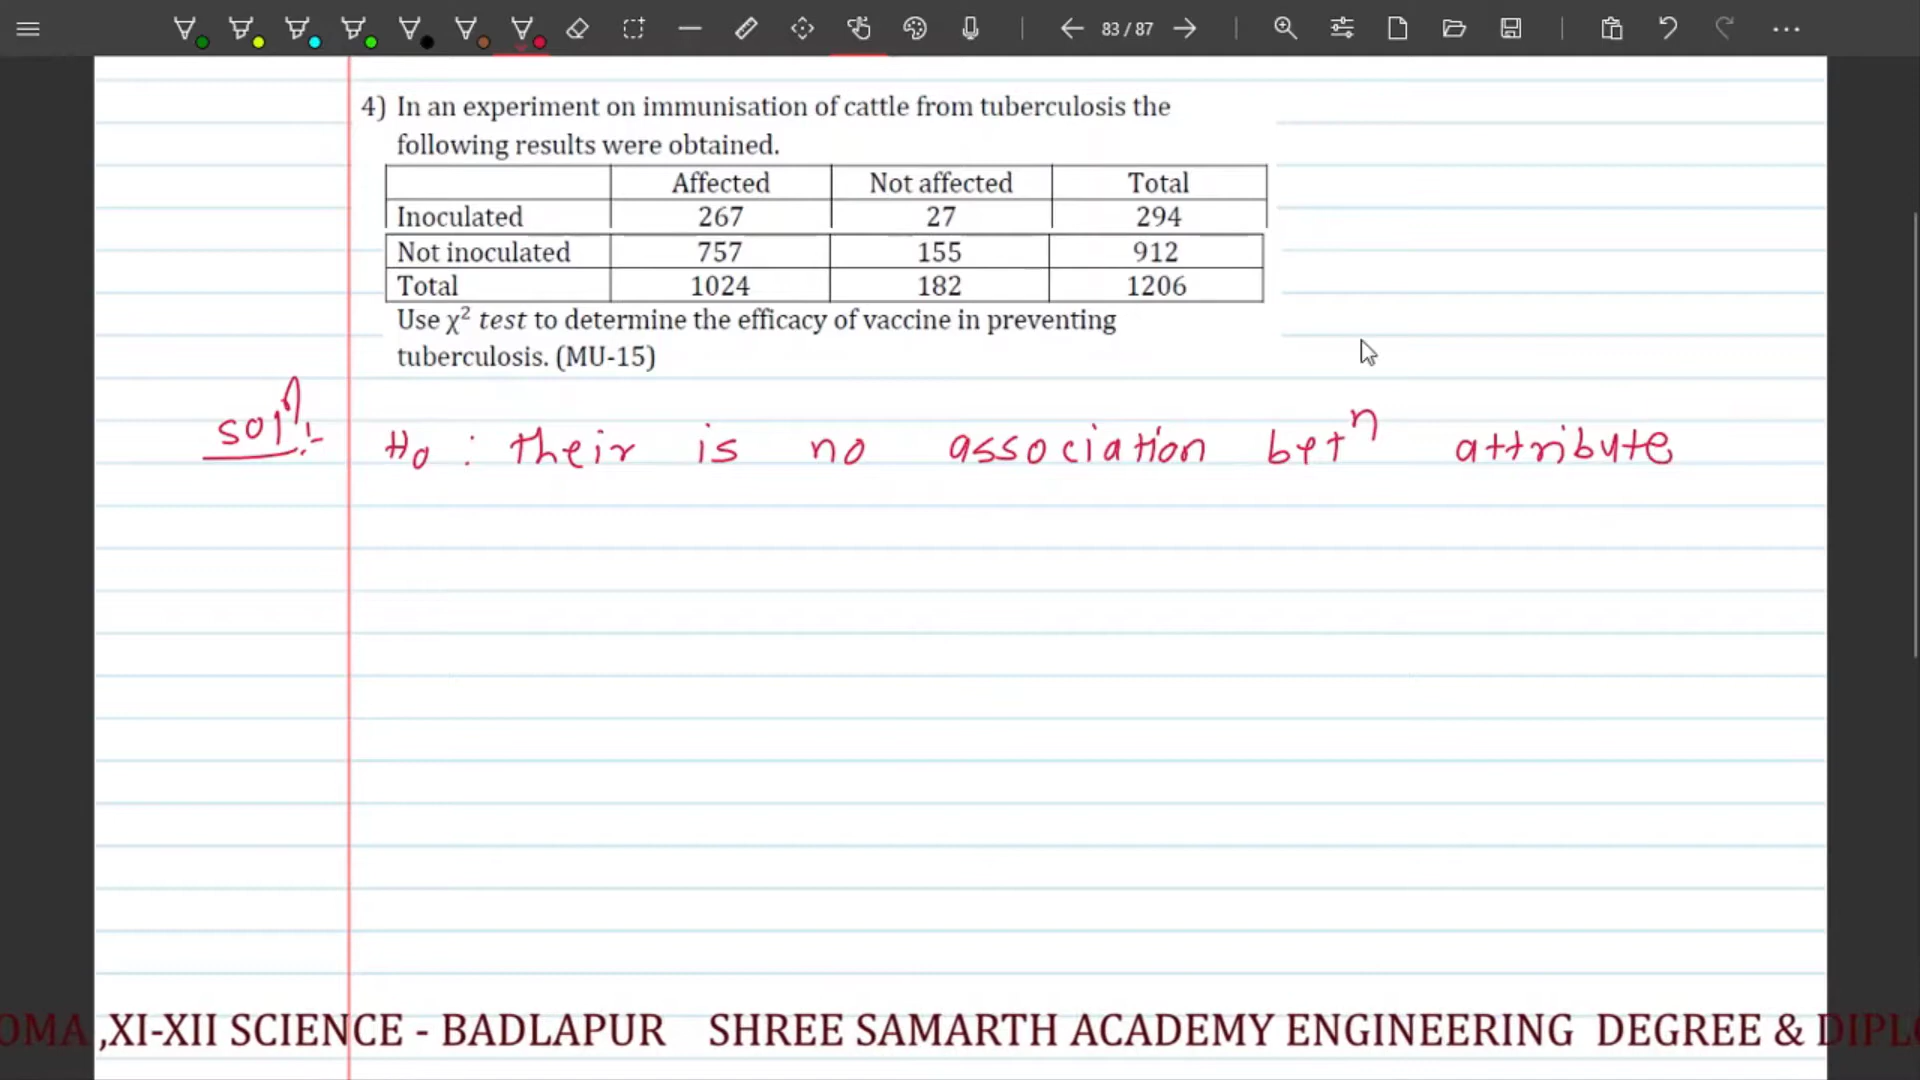 83 / 87
4) In an experiment on immunisation of cattle from tuberculosis the
following results were obtained.
Affected Not affected Total
Inoculated 267 27 294
Not inoculated 757 155 912
Total 1024 182 1206
Use χ² test to determine the efficacy of vaccine in preventing
tuberculosis. (MU-15)
solⁿ:- H₀ : their is no association betⁿ attribute
OMA ,XI-XII SCIENCE - BADLAPUR SHREE SAMARTH ACADEMY ENGINEERING DEGREE & DIPL